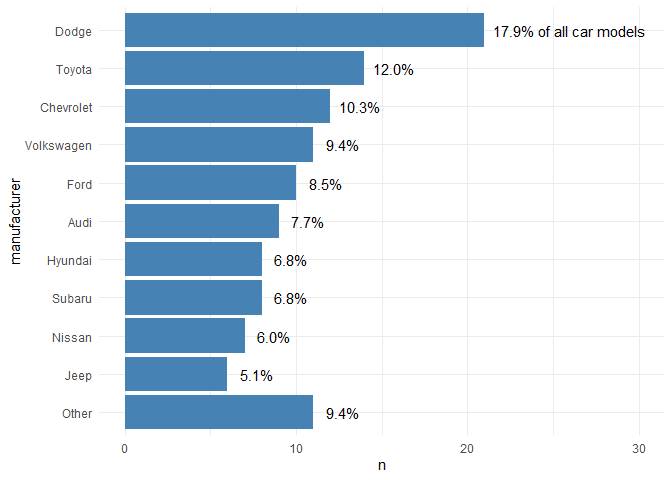 Dodge 17.9% of all car models
Toyota 12.0%
Chevrolet 10.3%
Volkswagen 9.4%
Ford 8.5%
manufacturer
Audi 7.7%
Hyundai 6.8%
Subaru 6.8%
Nissan 6.0%
Jeep 5.1%
Other 9.4%
0 10 20 30
n